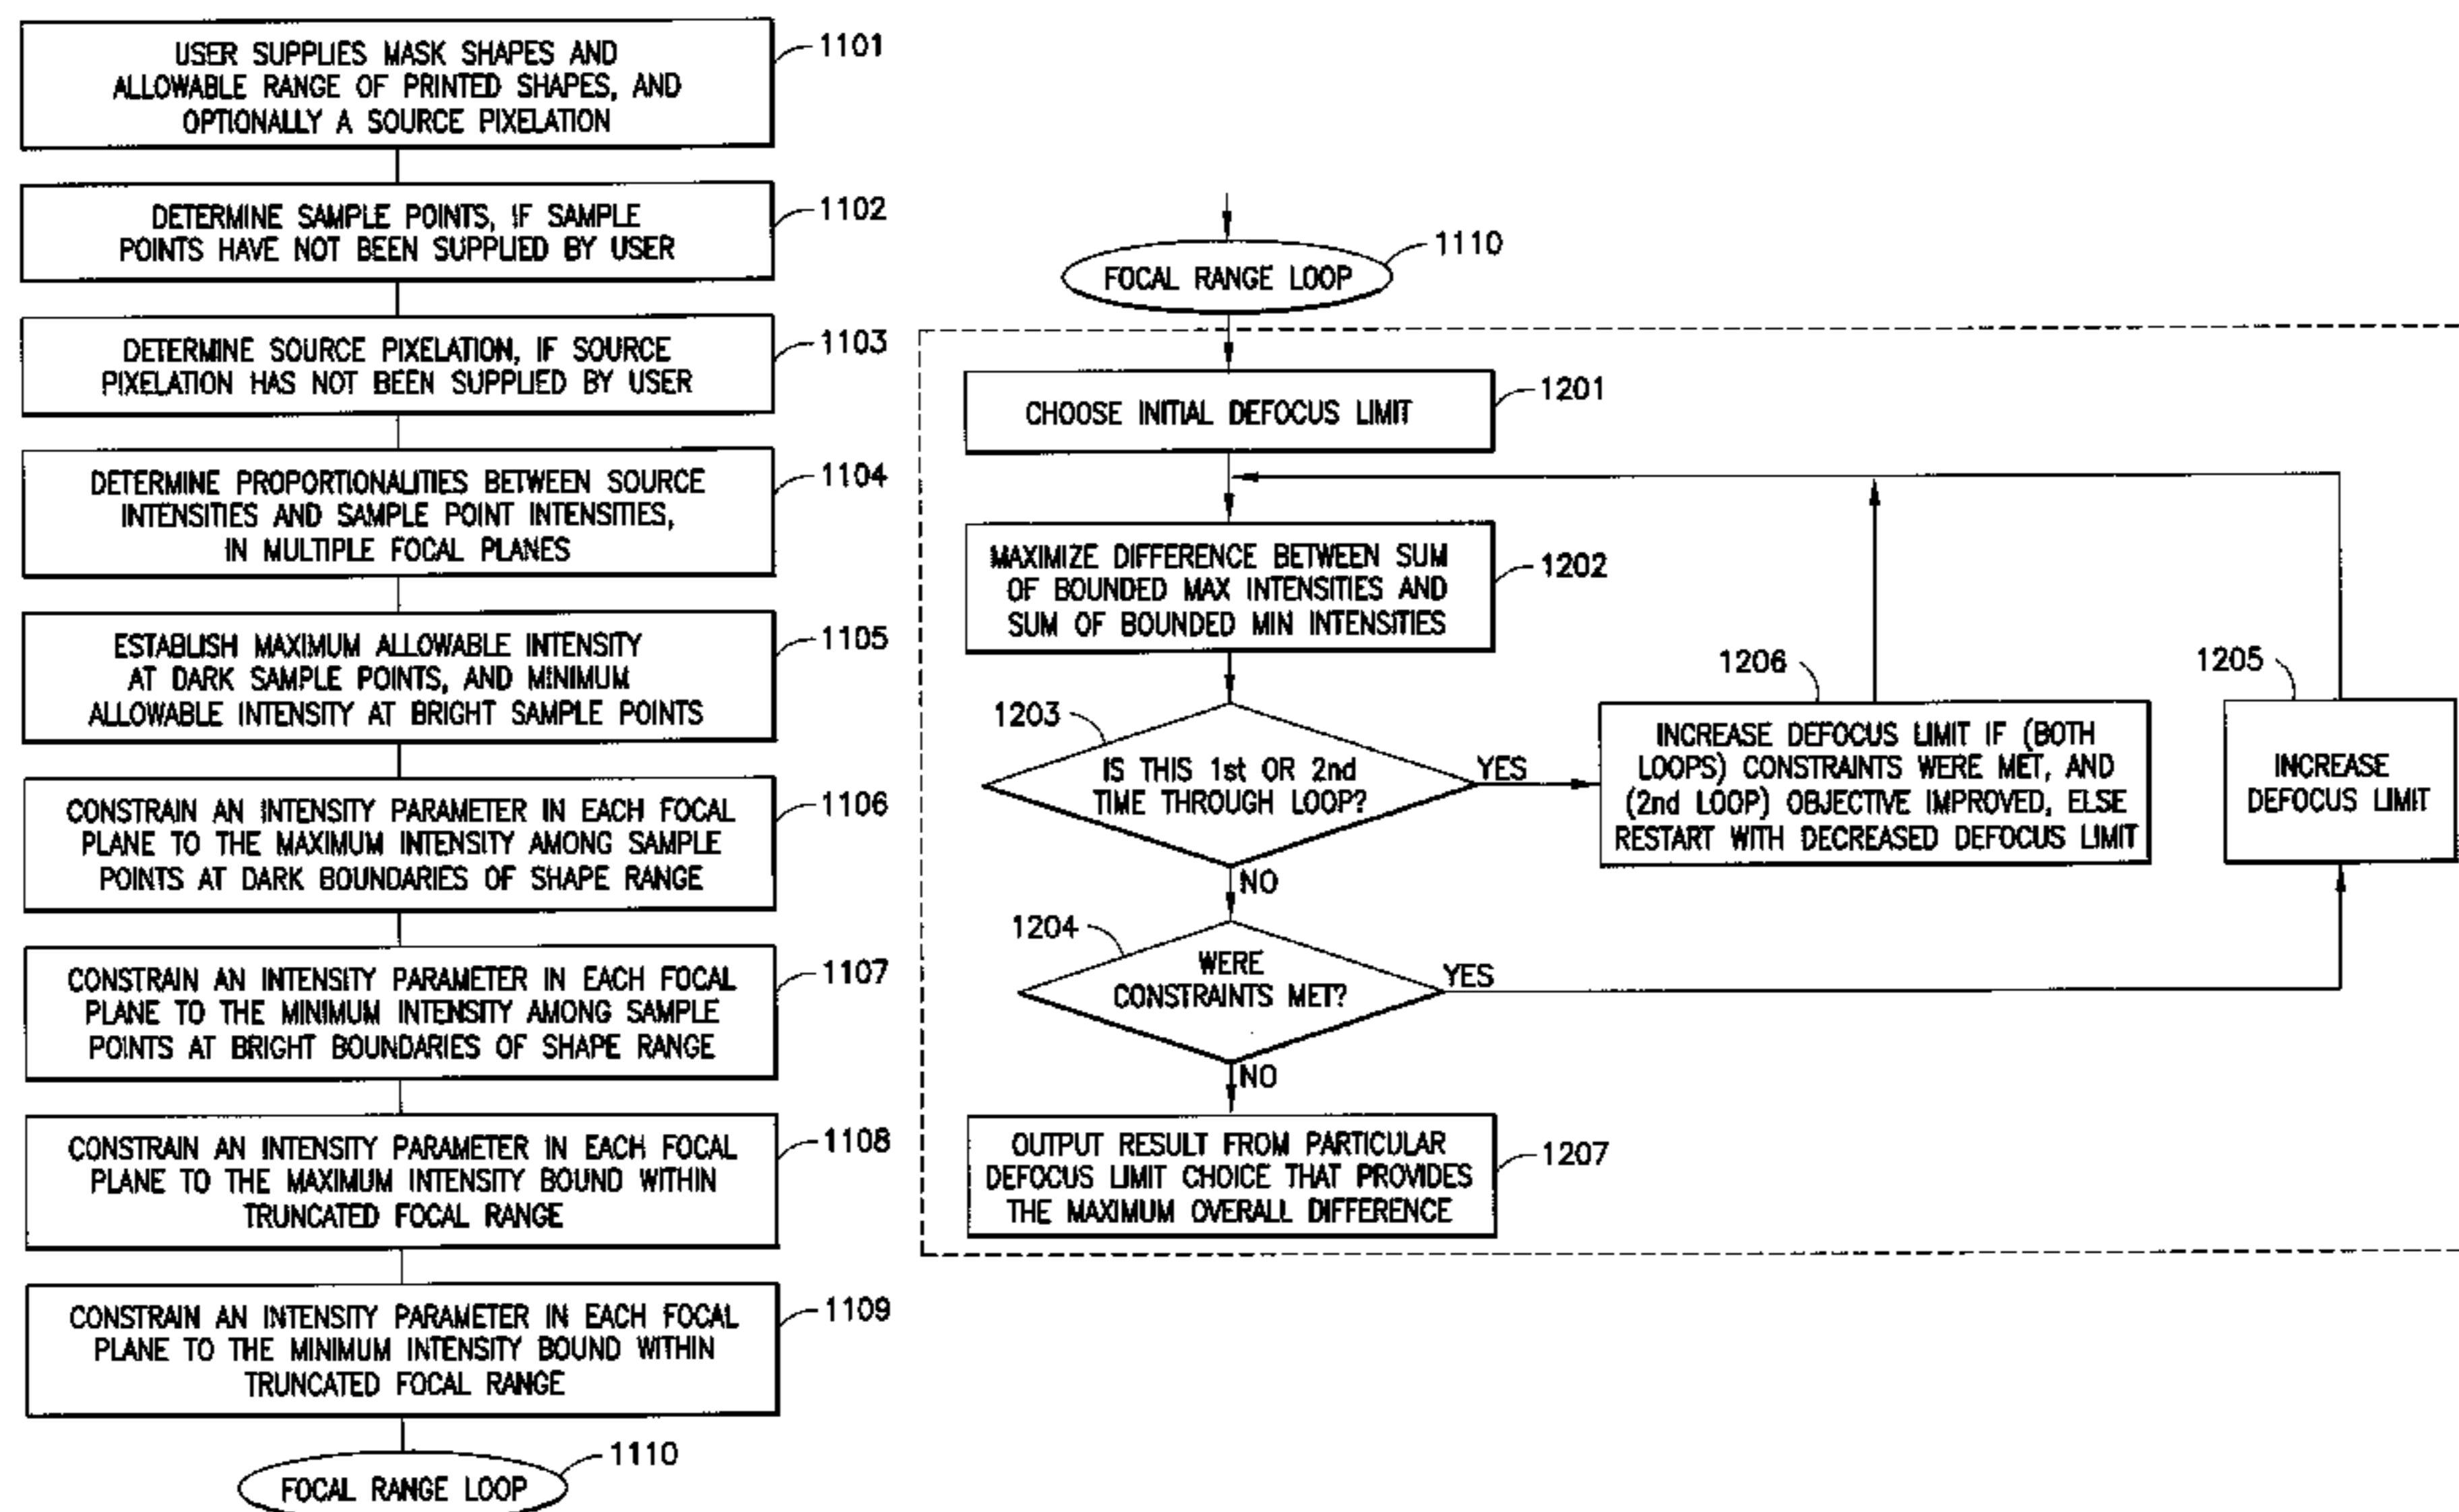 USER SUPPLIES MASK SHAPES AND
ALLOWABLE RANGE OF PRINTED SHAPES, AND
OPTIONALLY A SOURCE PIXELATION
1101
DETERMINE SAMPLE POINTS, IF SAMPLE
POINTS HAVE NOT BEEN SUPPLIED BY USER
1102
DETERMINE SOURCE PIXELATION, IF SOURCE
PIXELATION HAS NOT BEEN SUPPLIED BY USER
1103
DETERMINE PROPORTIONALITIES BETWEEN SOURCE
INTENSITIES AND SAMPLE POINT INTENSITIES,
IN MULTIPLE FOCAL PLANES
1104
ESTABLISH MAXIMUM ALLOWABLE INTENSITY
AT DARK SAMPLE POINTS, AND MINIMUM
ALLOWABLE INTENSITY AT BRIGHT SAMPLE POINTS
1105
CONSTRAIN AN INTENSITY PARAMETER IN EACH FOCAL
PLANE TO THE MAXIMUM INTENSITY AMONG SAMPLE
POINTS AT DARK BOUNDARIES OF SHAPE RANGE
1106
CONSTRAIN AN INTENSITY PARAMETER IN EACH FOCAL
PLANE TO THE MINIMUM INTENSITY AMONG SAMPLE
POINTS AT BRIGHT BOUNDARIES OF SHAPE RANGE
1107
CONSTRAIN AN INTENSITY PARAMETER IN EACH FOCAL
PLANE TO THE MAXIMUM INTENSITY BOUND WITHIN
TRUNCATED FOCAL RANGE
1108
CONSTRAIN AN INTENSITY PARAMETER IN EACH FOCAL
PLANE TO THE MINIMUM INTENSITY BOUND WITHIN
TRUNCATED FOCAL RANGE
1109
FOCAL RANGE LOOP
1110
FOCAL RANGE LOOP
1110
CHOOSE INITIAL DEFOCUS LIMIT
1201
MAXIMIZE DIFFERENCE BETWEEN SUM
OF BOUNDED MAX INTENSITIES AND
SUM OF BOUNDED MIN INTENSITIES
1202
1203
IS THIS 1st OR 2nd
TIME THROUGH LOOP?
YES
NO
1206
INCREASE DEFOCUS LIMIT IF (BOTH
LOOPS) CONSTRAINTS WERE MET, AND
(2nd LOOP) OBJECTIVE IMPROVED, ELSE
RESTART WITH DECREASED DEFOCUS LIMIT
1205
INCREASE
DEFOCUS LIMIT
1204
WERE
CONSTRAINTS MET?
YES
NO
OUTPUT RESULT FROM PARTICULAR
DEFOCUS LIMIT CHOICE THAT PROVIDES
THE MAXIMUM OVERALL DIFFERENCE
1207